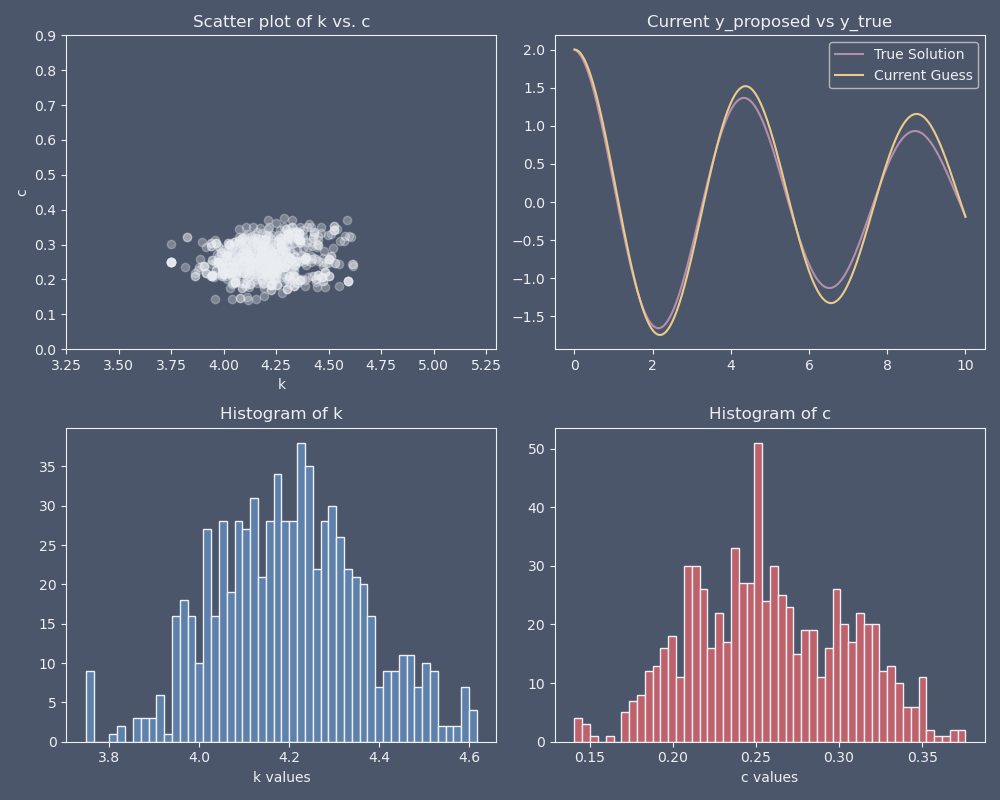 Scatter plot of k vs. c
0.9
0.8
0.7
0.6
0.5
0.4
0.3
0.2
0.1
0.0
c
3.25 3.50 3.75 4.00 4.25 4.50 4.75 5.00 5.25
k
Current y_proposed vs y_true
True Solution
Current Guess
2.0
1.5
1.0
0.5
0.0
−0.5
−1.0
−1.5
0 2 4 6 8 10
Histogram of k
35
30
25
20
15
10
5
0
3.8 4.0 4.2 4.4 4.6
k values
Histogram of c
50
40
30
20
10
0
0.15 0.20 0.25 0.30 0.35
c values